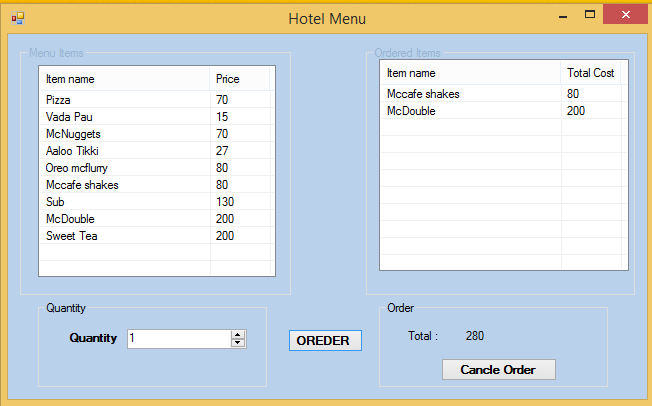 Hotel Menu
Menu Items
Item name Price
Pizza 70
Vada Pau 15
McNuggets 70
Aaloo Tikki 27
Oreo mcflurry 80
Mccafe shakes 80
Sub 130
McDouble 200
Sweet Tea 200
Ordered Items
Item name Total Cost
Mccafe shakes 80
McDouble 200
Quantity
Quantity 1
OREDER
Order
Total : 280
Cancle Order